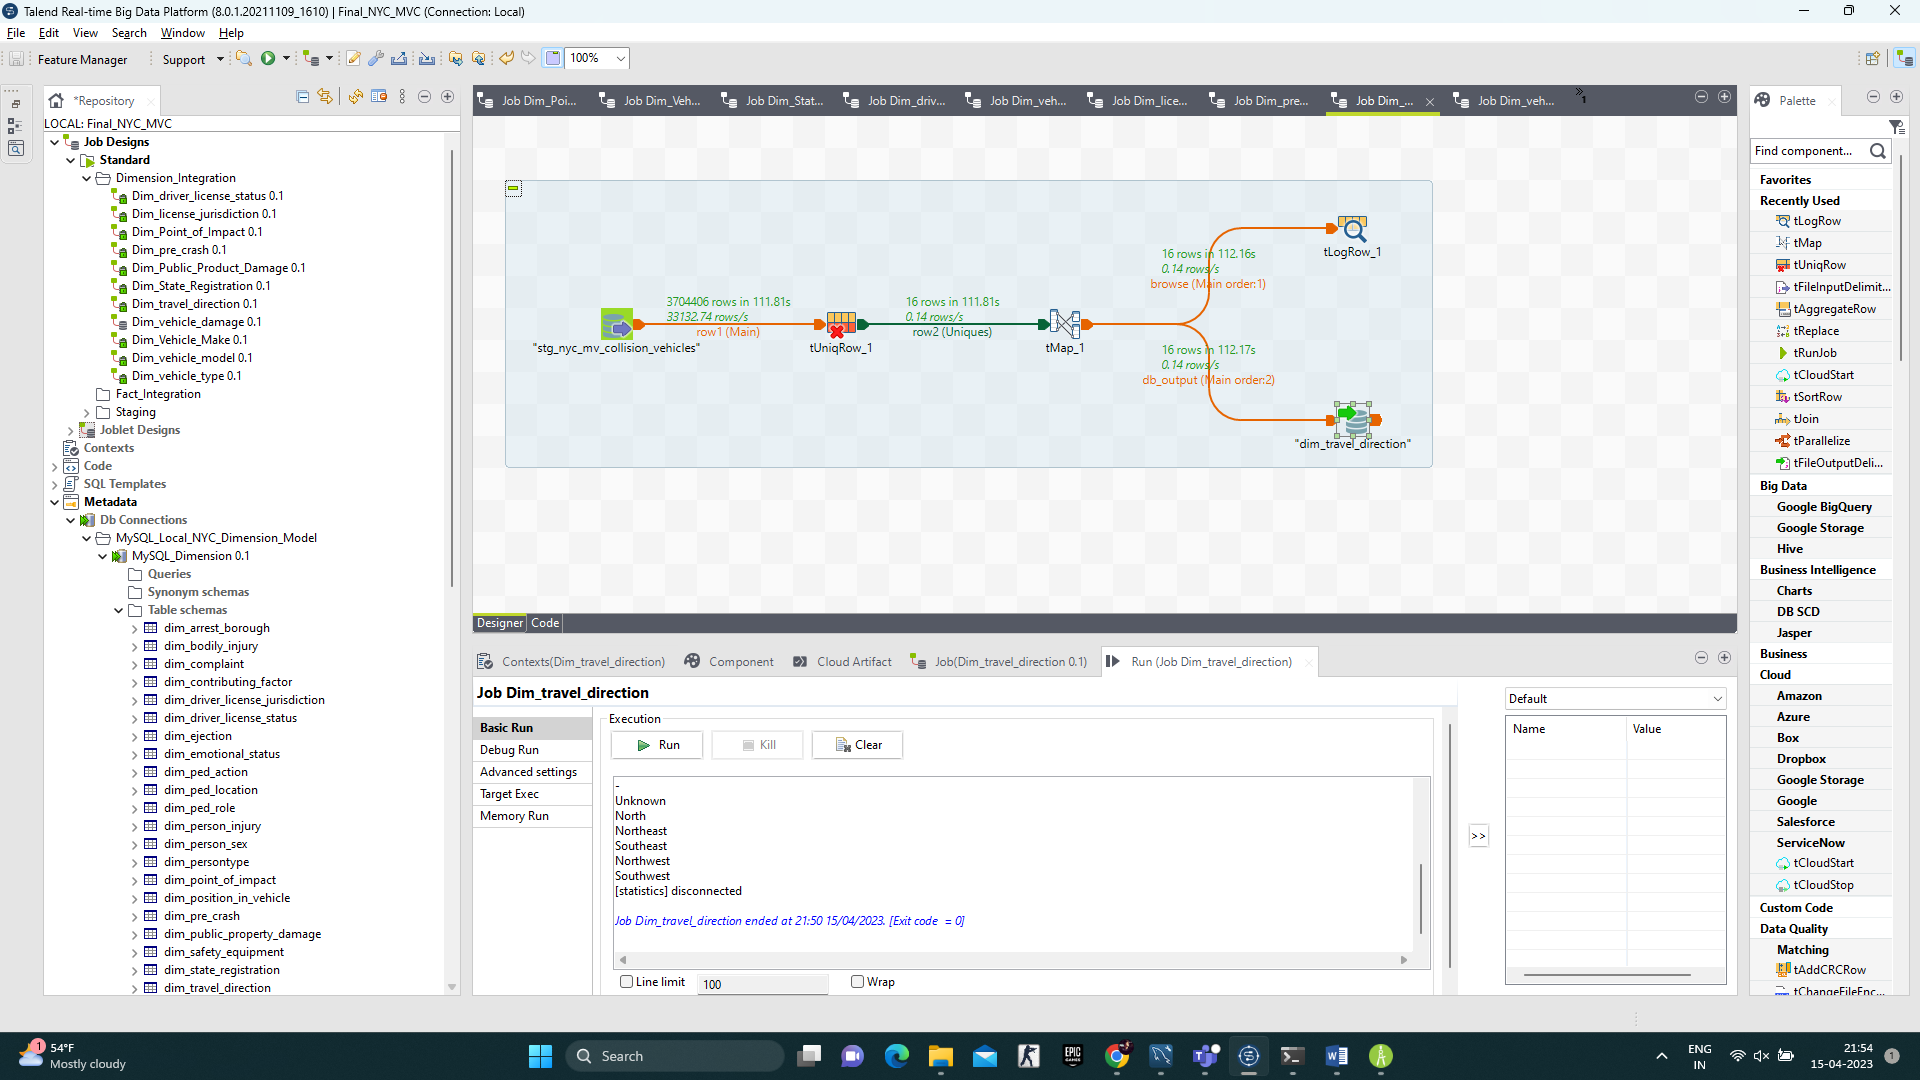 Talend Real-time Big Data Platform (8.0.1.20211109_1610) | Final_NYC_MVC (Connection: Local)
File Edit View Search Window Help
Feature Manager Support 100%
*Repository
LOCAL: Final_NYC_MVC
Job Designs
Standard
Dimension_Integration
Dim_driver_license_status 0.1
Dim_license_jurisdiction 0.1
Dim_Point_of_Impact 0.1
Dim_pre_crash 0.1
Dim_Public_Product_Damage 0.1
Dim_State_Registration 0.1
Dim_travel_direction 0.1
Dim_vehicle_damage 0.1
Dim_Vehicle_Make 0.1
Dim_vehicle_model 0.1
Dim_vehicle_type 0.1
Fact_Integration
Staging
Joblet Designs
Contexts
Code
SQL Templates
Metadata
Db Connections
MySQL_Local_NYC_Dimension_Model
MySQL_Dimension 0.1
Queries
Synonym schemas
Table schemas
dim_arrest_borough
dim_bodily_injury
dim_complaint
dim_contributing_factor
dim_driver_license_jurisdiction
dim_driver_license_status
dim_ejection
dim_emotional_status
dim_ped_action
dim_ped_location
dim_ped_role
dim_person_injury
dim_person_sex
dim_persontype
dim_point_of_impact
dim_position_in_vehicle
dim_pre_crash
dim_public_property_damage
dim_safety_equipment
dim_state_registration
dim_travel_direction
Job Dim_Poi... Job Dim_Veh... Job Dim_Stat... Job Dim_driv... Job Dim_veh... Job Dim_lice... Job Dim_pre... Job Dim_... Job Dim_veh... »1
tLogRow_1
16 rows in 112.16s
0.14 rows/s
browse (Main order:1)
3704406 rows in 111.81s
33132.74 rows/s
row1 (Main)
16 rows in 111.81s
0.14 rows/s
row2 (Uniques)
"stg_nyc_mv_collision_vehicles"
tUniqRow_1
tMap_1
16 rows in 112.17s
0.14 rows/s
db_output (Main order:2)
"dim_travel_direction"
Designer Code
Contexts(Dim_travel_direction) Component Cloud Artifact Job(Dim_travel_direction 0.1) Run (Job Dim_travel_direction)
Job Dim_travel_direction
Basic Run
Debug Run
Advanced settings
Target Exec
Memory Run
Execution
Run Kill Clear
-
Unknown
North
Northeast
Southeast
Northwest
Southwest
[statistics] disconnected
Job Dim_travel_direction ended at 21:50 15/04/2023. [Exit code = 0]
Line limit 100 Wrap
>>
Default
Name Value
Palette
Find component...
Favorites
Recently Used
tLogRow
tMap
tUniqRow
tFileInputDelimit...
tAggregateRow
tReplace
tRunJob
tCloudStart
tSortRow
tJoin
tParallelize
tFileOutputDeli...
Big Data
Google BigQuery
Google Storage
Hive
Business Intelligence
Charts
DB SCD
Jasper
Business
Cloud
Amazon
Azure
Box
Dropbox
Google Storage
Google
Salesforce
ServiceNow
tCloudStart
tCloudStop
Custom Code
Data Quality
Matching
tAddCRCRow
tChangeFileEnc...
1
54°F
Mostly cloudy
Search
EPIC GAMES
ENG
IN
21:54
15-04-2023
1